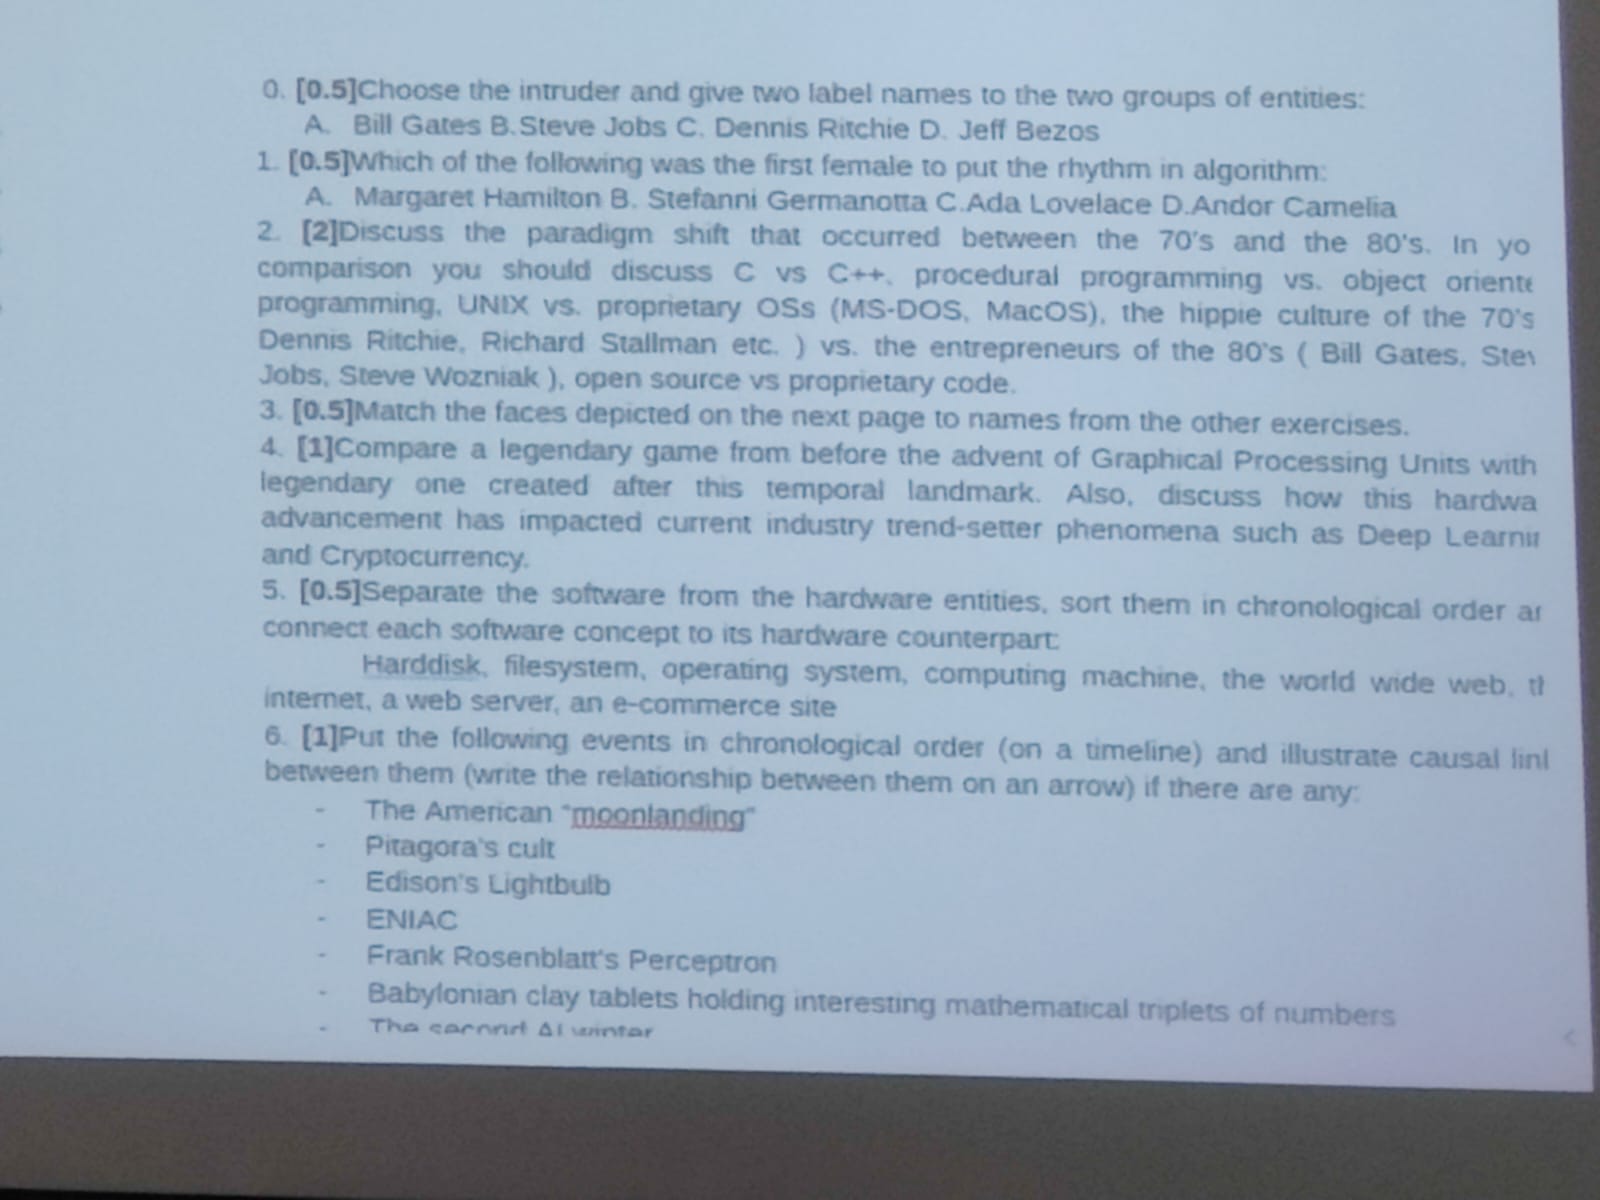 0. [0.5]Choose the intruder and give two label names to the two groups of entities:
A. Bill Gates B.Steve Jobs C. Dennis Ritchie D. Jeff Bezos
1. [0.5]Which of the following was the first female to put the rhythm in algorithm:
A. Margaret Hamilton B. Stefanni Germanotta C.Ada Lovelace D.Andor Camelia
2. [2]Discuss the paradigm shift that occurred between the 70's and the 80's. In yo
comparison you should discuss C vs C++, procedural programming vs. object oriente
programming, UNIX vs. proprietary OSs (MS-DOS, MacOS), the hippie culture of the 70's
Dennis Ritchie, Richard Stallman etc. ) vs. the entrepreneurs of the 80's ( Bill Gates, Stev
Jobs, Steve Wozniak ), open source vs proprietary code.
3. [0.5]Match the faces depicted on the next page to names from the other exercises.
4. [1]Compare a legendary game from before the advent of Graphical Processing Units with
legendary one created after this temporal landmark. Also, discuss how this hardwa
advancement has impacted current industry trend-setter phenomena such as Deep Learnin
and Cryptocurrency.
5. [0.5]Separate the software from the hardware entities, sort them in chronological order an
connect each software concept to its hardware counterpart:
Harddisk, filesystem, operating system, computing machine, the world wide web, th
internet, a web server, an e-commerce site
6. [1]Put the following events in chronological order (on a timeline) and illustrate causal link
between them (write the relationship between them on an arrow) if there are any:
- The American "moonlanding"
- Pitagora's cult
- Edison's Lightbulb
- ENIAC
- Frank Rosenblatt's Perceptron
- Babylonian clay tablets holding interesting mathematical triplets of numbers
- The second AI winter